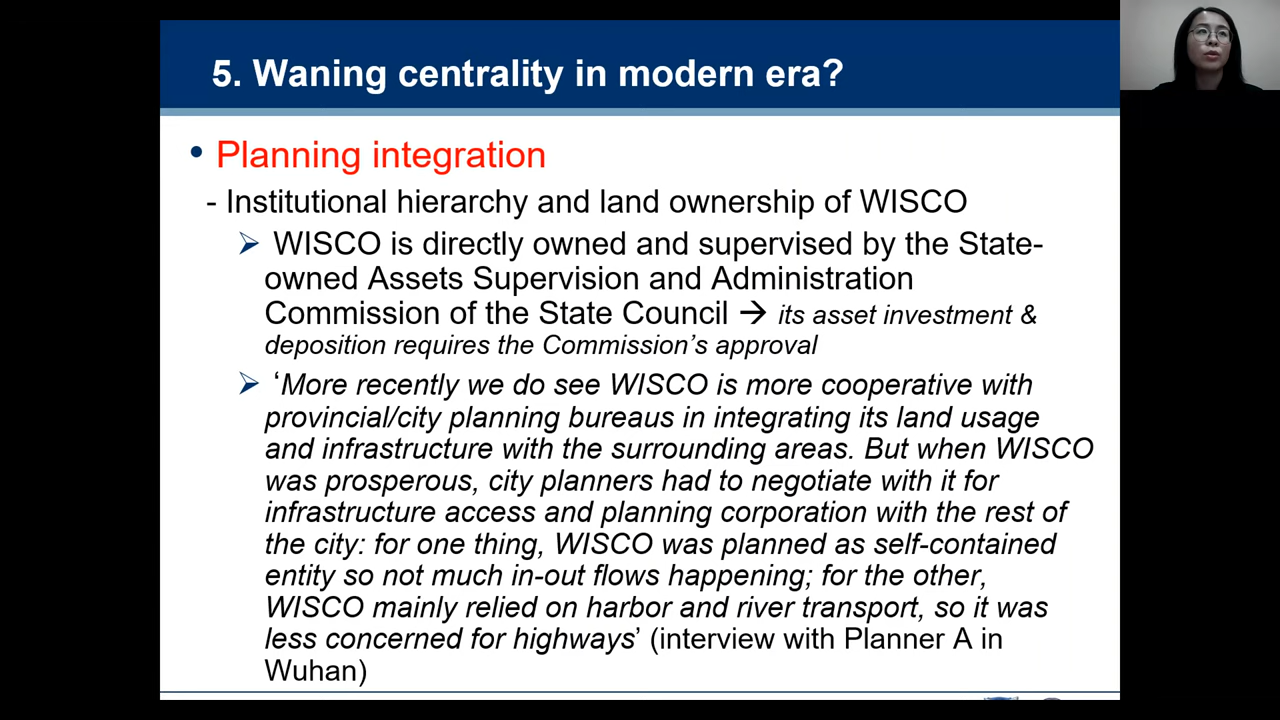 5. Waning centrality in modern era?
• Planning integration
- Institutional hierarchy and land ownership of WISCO
➢ WISCO is directly owned and supervised by the State-
owned Assets Supervision and Administration
Commission of the State Council → its asset investment &
deposition requires the Commission's approval
➢ ‘More recently we do see WISCO is more cooperative with
provincial/city planning bureaus in integrating its land usage
and infrastructure with the surrounding areas. But when WISCO
was prosperous, city planners had to negotiate with it for
infrastructure access and planning corporation with the rest of
the city: for one thing, WISCO was planned as self-contained
entity so not much in-out flows happening; for the other,
WISCO mainly relied on harbor and river transport, so it was
less concerned for highways’ (interview with Planner A in
Wuhan)